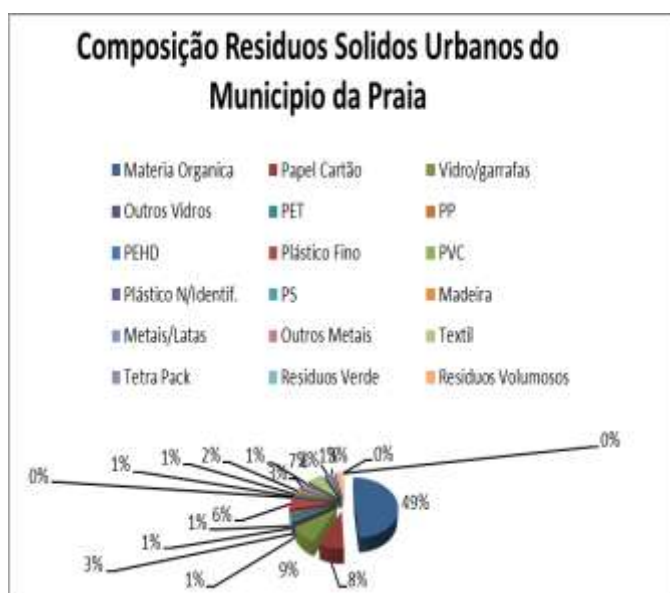 Composição Residuos Solidos Urbanos do
Municipio da Praia
Materia Organica Papel Cartão Vidro/garrafas
Outros Vidros PET PP
PEHD Plástico Fino PVC
Plástico N/Identif. PS Madeira
Metais/Latas Outros Metais Textil
Tetra Pack Residuos Verde Residuos Volumosos
0%
1% 1% 2% 1% 0%
3%
0%
6% 49%
1%
1%
3%
1% 9% 8%